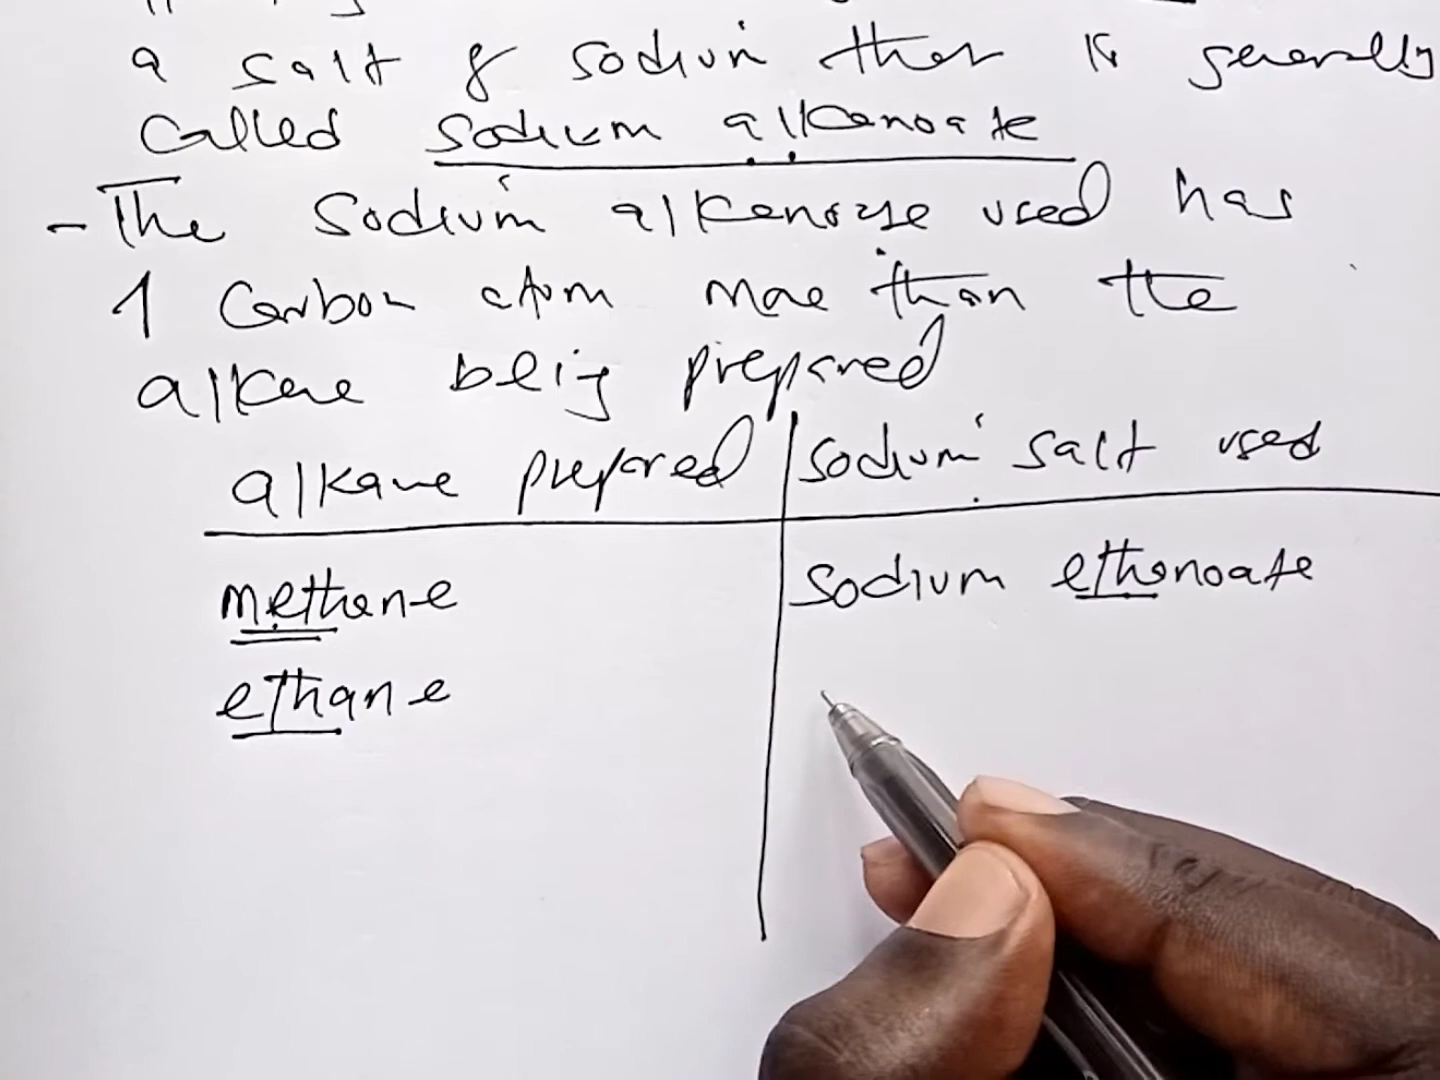 a salt of sodium that is generally
called sodium alkanoate
- The sodium alkanoate used has
1 Carbon atom more than the
alkane being prepared
alkane prepared sodium salt used
methane sodium ethanoate
ethane